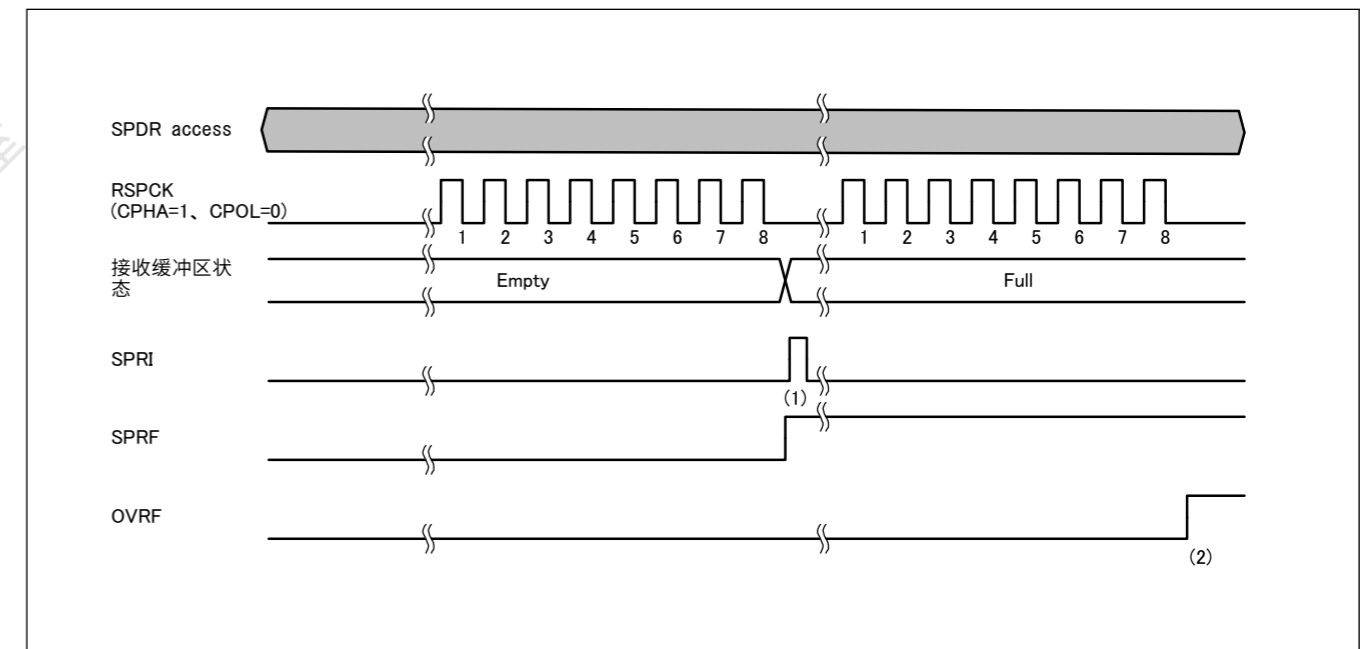 SPDR access
RSPCK
(CPHA=1、CPOL=0)
1 2 3 4 5 6 7 8 1 2 3 4 5 6 7 8
接收缓冲区状
态
Empty Full
SPRI
(1)
SPRF
OVRF
(2)